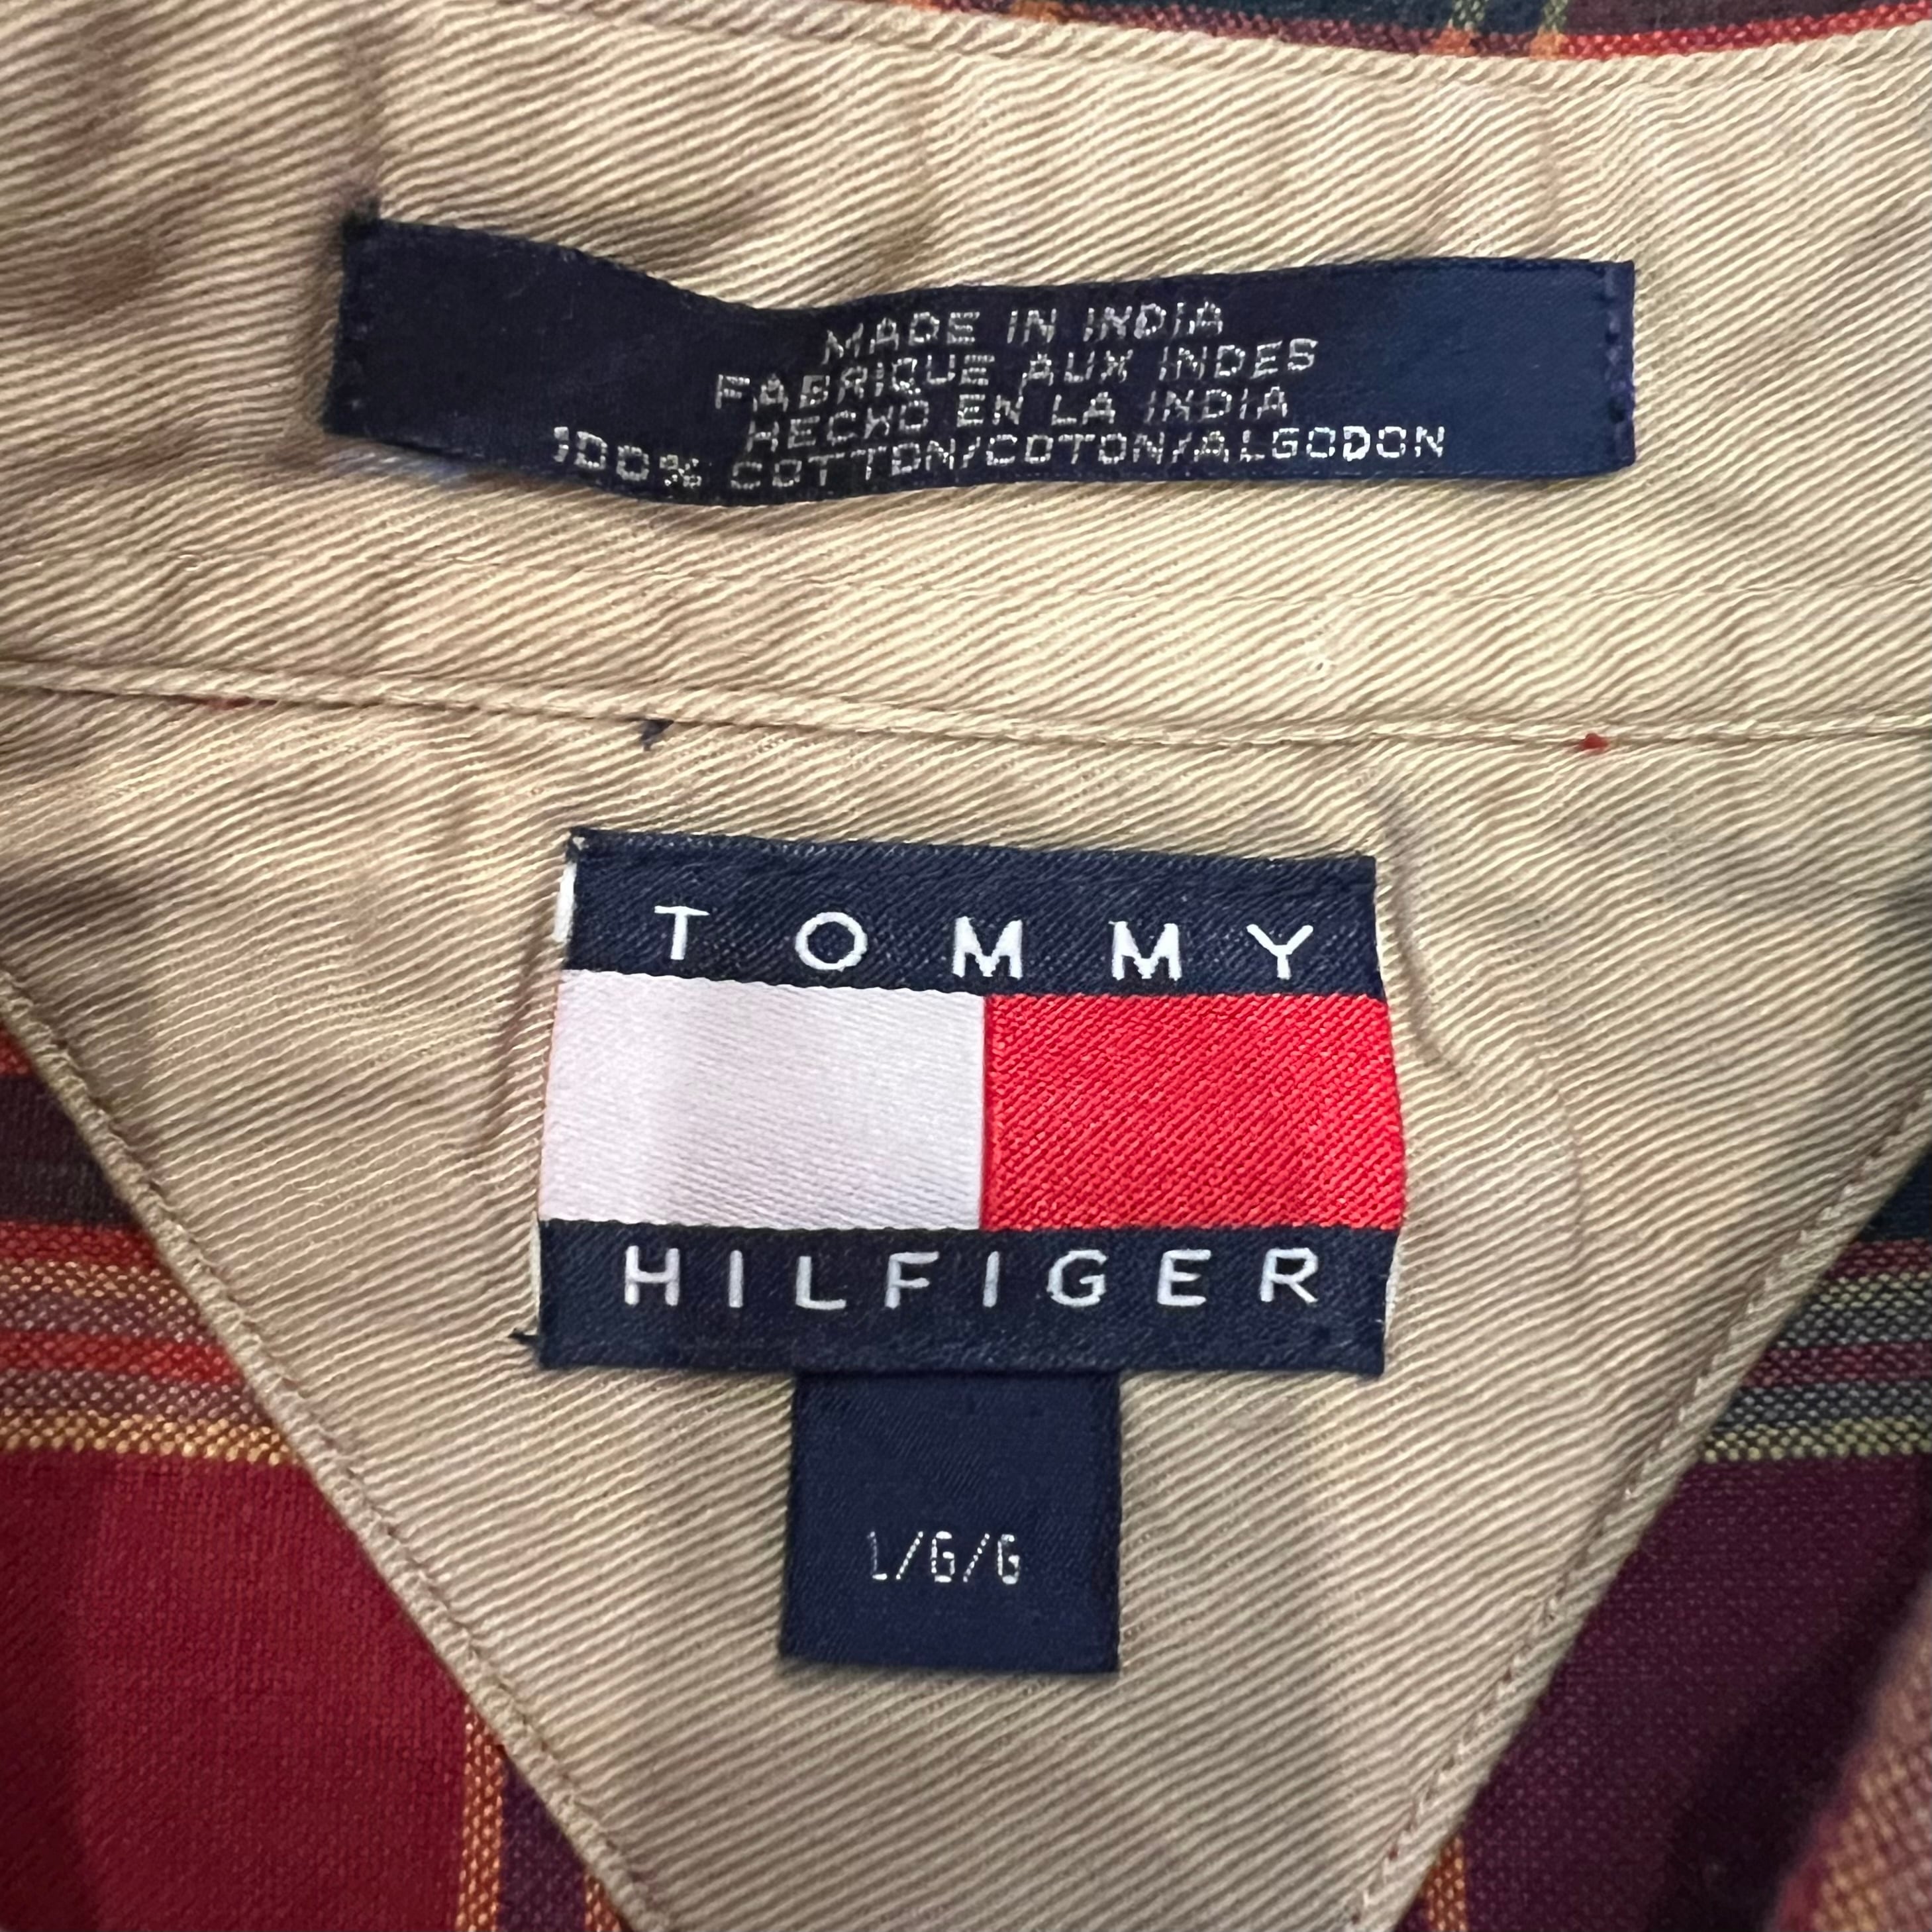 MADE IN INDIA
FABRIQUE AUX INDES
HECHO EN LA INDIA
100% COTTON/COTON/ALGODON
TOMMY
HILFIGER
L/G/G